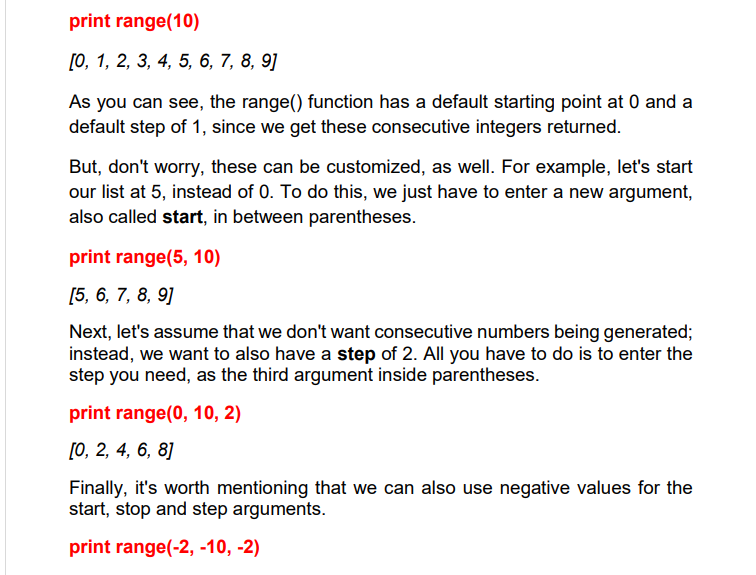 print range(10)
[0, 1, 2, 3, 4, 5, 6, 7, 8, 9]
As you can see, the range() function has a default starting point at 0 and a
default step of 1, since we get these consecutive integers returned.
But, don't worry, these can be customized, as well. For example, let's start
our list at 5, instead of 0. To do this, we just have to enter a new argument,
also called start, in between parentheses.
print range(5, 10)
[5, 6, 7, 8, 9]
Next, let's assume that we don't want consecutive numbers being generated;
instead, we want to also have a step of 2. All you have to do is to enter the
step you need, as the third argument inside parentheses.
print range(0, 10, 2)
[0, 2, 4, 6, 8]
Finally, it's worth mentioning that we can also use negative values for the
start, stop and step arguments.
print range(-2, -10, -2)